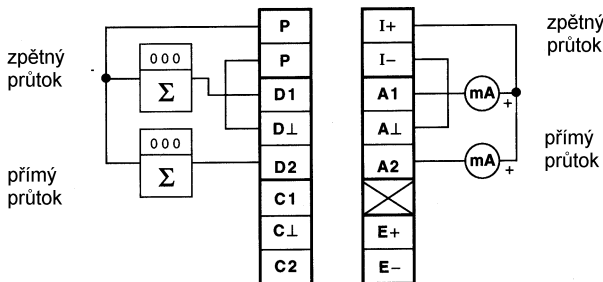 zpětný
průtok
000
Σ
přímý
průtok
000
Σ
P
P
D1
D⊥
D2
C1
C⊥
C2
I+
I-
A1
A⊥
A2
E+
E-
mA
+
mA
+
zpětný
průtok
přímý
průtok